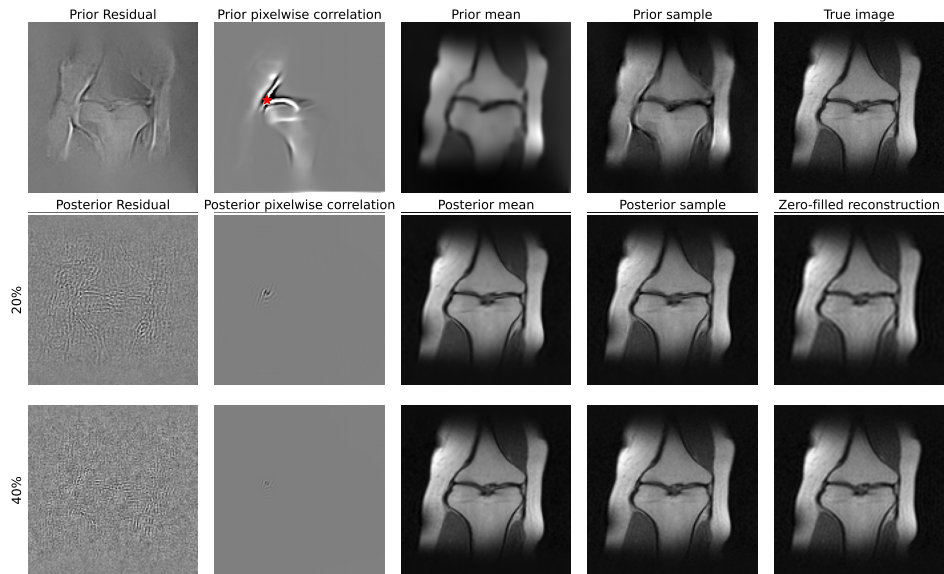 Prior Residual
Prior pixelwise correlation
Prior mean
Prior sample
True image
Posterior Residual
Posterior pixelwise correlation
Posterior mean
Posterior sample
Zero-filled reconstruction
20%
40%